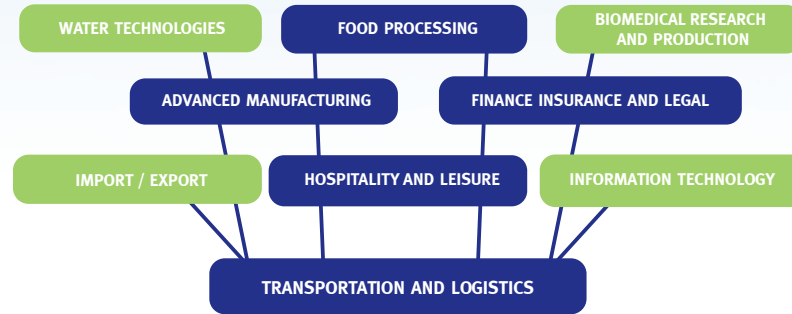 WATER TECHNOLOGIES
FOOD PROCESSING
BIOMEDICAL RESEARCH
AND PRODUCTION
ADVANCED MANUFACTURING
FINANCE INSURANCE AND LEGAL
IMPORT / EXPORT
HOSPITALITY AND LEISURE
INFORMATION TECHNOLOGY
TRANSPORTATION AND LOGISTICS